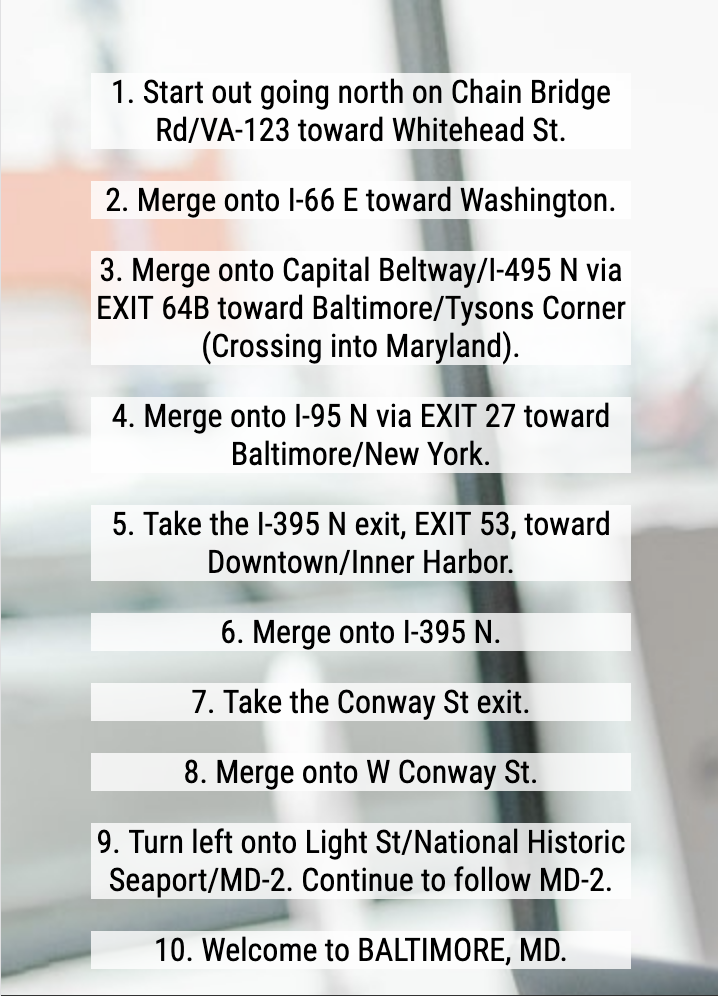 1. Start out going north on Chain Bridge
Rd/VA-123 toward Whitehead St.
2. Merge onto I-66 E toward Washington.
3. Merge onto Capital Beltway/I-495 N via
EXIT 64B toward Baltimore/Tysons Corner
(Crossing into Maryland).
4. Merge onto I-95 N via EXIT 27 toward
Baltimore/New York.
5. Take the I-395 N exit, EXIT 53, toward
Downtown/Inner Harbor.
6. Merge onto I-395 N.
7. Take the Conway St exit.
8. Merge onto W Conway St.
9. Turn left onto Light St/National Historic
Seaport/MD-2. Continue to follow MD-2.
10. Welcome to BALTIMORE, MD.